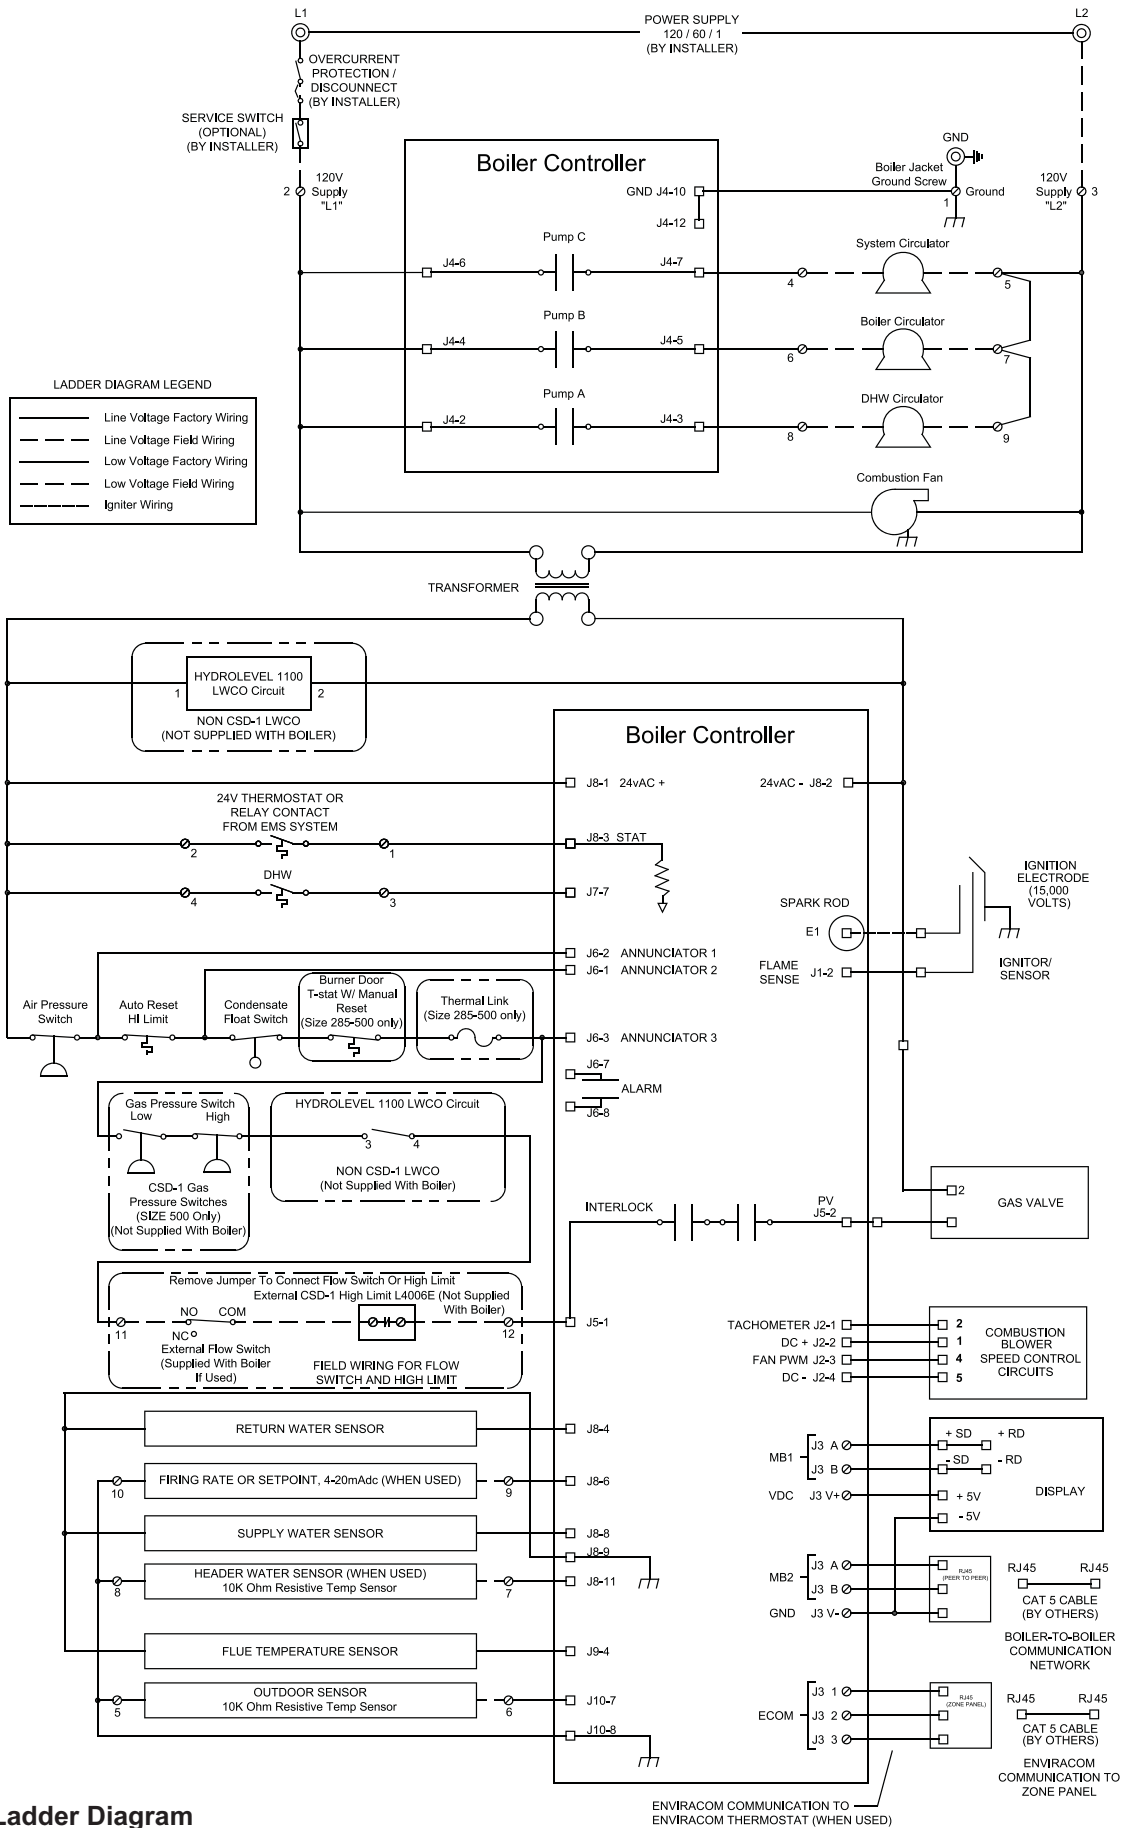 L1
POWER SUPPLY
120 / 60 / 1
(BY INSTALLER)
L2
OVERCURRENT
PROTECTION /
DISCOUNNECT
(BY INSTALLER)
SERVICE SWITCH
(OPTIONAL)
(BY INSTALLER)
2
120V
Supply
"L1"
Boiler Controller
GND J4-10
J4-12
GND
Boiler Jacket
Ground Screw
1
Ground
120V
Supply
"L2"
3
Pump C
J4-6
J4-7
4
System Circulator
5
Pump B
J4-4
J4-5
6
Boiler Circulator
7
Pump A
J4-2
J4-3
8
DHW Circulator
9
LADDER DIAGRAM LEGEND
Line Voltage Factory Wiring
Line Voltage Field Wiring
Low Voltage Factory Wiring
Low Voltage Field Wiring
Igniter Wiring
Combustion Fan
TRANSFORMER
HYDROLEVEL 1100
LWCO Circuit
1
2
NON CSD-1 LWCO
(NOT SUPPLIED WITH BOILER)
Boiler Controller
J8-1 24vAC +
24vAC - J8-2
24V THERMOSTAT OR
RELAY CONTACT
FROM EMS SYSTEM
2
1
J8-3 STAT
DHW
4
3
J7-7
SPARK ROD
E1
FLAME
SENSE
J1-2
IGNITION
ELECTRODE
(15,000
VOLTS)
IGNITOR/
SENSOR
J6-2 ANNUNCIATOR 1
J6-1 ANNUNCIATOR 2
Air Pressure
Switch
Auto Reset
HI Limit
Condensate
Float Switch
Burner Door
T-stat W/ Manual
Reset
(Size 285-500 only)
Thermal Link
(Size 285-500 only)
J6-3 ANNUNCIATOR 3
J6-7
ALARM
J6-8
Gas Pressure Switch
Low
High
CSD-1 Gas
Pressure Switches
(SIZE 500 Only)
(Not Supplied With Boiler)
HYDROLEVEL 1100 LWCO Circuit
3
4
NON CSD-1 LWCO
(Not Supplied With Boiler)
INTERLOCK
PV
J5-2
2
GAS VALVE
Remove Jumper To Connect Flow Switch Or High Limit
External CSD-1 High Limit L4006E (Not Supplied
With Boiler)
NO
COM
11
NC
12
J5-1
External Flow Switch
(Supplied With Boiler
If Used)
FIELD WIRING FOR FLOW
SWITCH AND HIGH LIMIT
TACHOMETER J2-1
DC + J2-2
FAN PWM J2-3
DC - J2-4
2
1
4
5
COMBUSTION
BLOWER
SPEED CONTROL
CIRCUITS
RETURN WATER SENSOR
J8-4
10
FIRING RATE OR SETPOINT, 4-20mAdc (WHEN USED)
9
J8-6
SUPPLY WATER SENSOR
J8-8
J8-9
8
HEADER WATER SENSOR (WHEN USED)
10K Ohm Resistive Temp Sensor
7
J8-11
FLUE TEMPERATURE SENSOR
J9-4
5
OUTDOOR SENSOR
10K Ohm Resistive Temp Sensor
6
J10-7
J10-8
MB1
J3 A
J3 B
VDC J3 V+
+ SD
+ RD
- SD
- RD
+ 5V
- 5V
DISPLAY
MB2
J3 A
J3 B
GND J3 V-
RJ45
(PEER TO PEER)
RJ45
RJ45
CAT 5 CABLE
(BY OTHERS)
BOILER-TO-BOILER
COMMUNICATION
NETWORK
ECOM
J3 1
J3 2
J3 3
RJ45
(ZONE PANEL)
RJ45
RJ45
CAT 5 CABLE
(BY OTHERS)
ENVIRACOM
COMMUNICATION TO
ZONE PANEL
ENVIRACOM COMMUNICATION TO
ENVIRACOM THERMOSTAT (WHEN USED)
Ladder Diagram